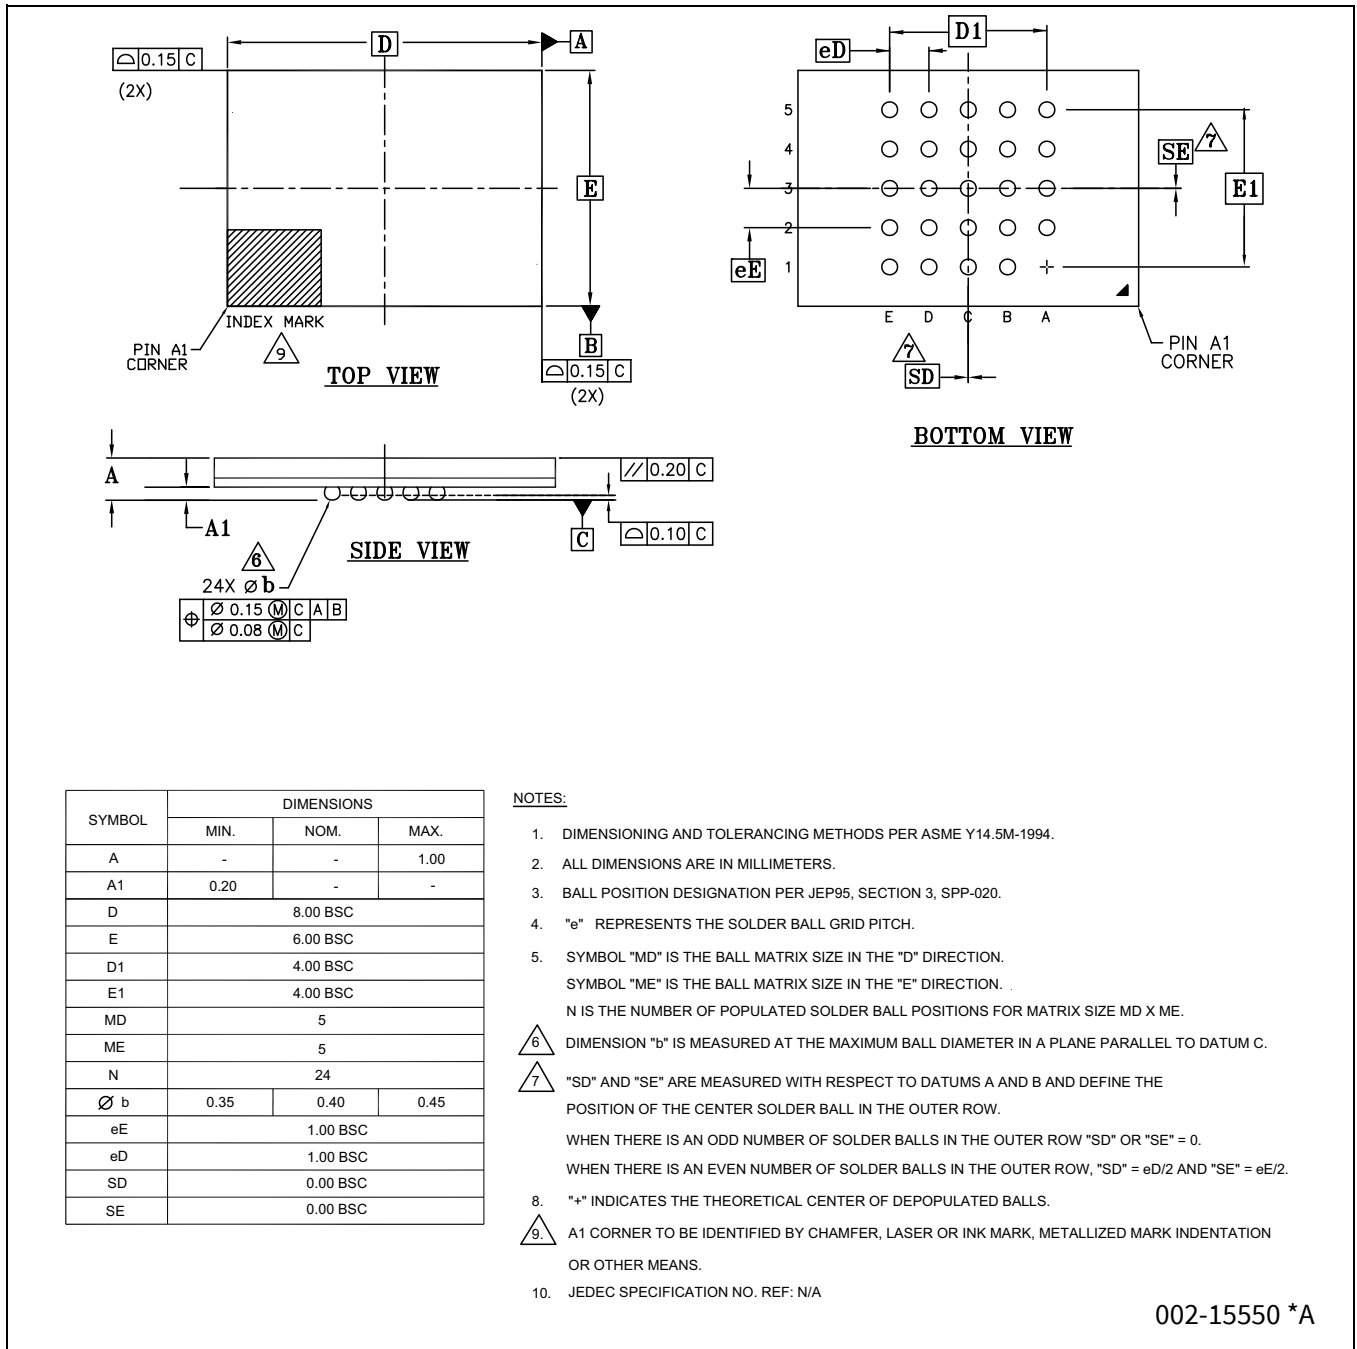 D
A
⌓ 0.15 C
(2X)
E
INDEX MARK
9
PIN A1
CORNER
B
⌓ 0.15 C
(2X)
TOP VIEW
D1
eD
5
4
3
2
1
SE
7
E1
eE
E D C B A
7
SD
PIN A1
CORNER
BOTTOM VIEW
A
A1
// 0.20 C
C
⌓ 0.10 C
SIDE VIEW
6
24X ⌀ b
⌖ ⌀ 0.15 Ⓜ C A B
⌀ 0.08 Ⓜ C
SYMBOL DIMENSIONS
MIN. NOM. MAX.
A - - 1.00
A1 0.20 - -
D 8.00 BSC
E 6.00 BSC
D1 4.00 BSC
E1 4.00 BSC
MD 5
ME 5
N 24
⌀ b 0.35 0.40 0.45
eE 1.00 BSC
eD 1.00 BSC
SD 0.00 BSC
SE 0.00 BSC
NOTES:
1. DIMENSIONING AND TOLERANCING METHODS PER ASME Y14.5M-1994.
2. ALL DIMENSIONS ARE IN MILLIMETERS.
3. BALL POSITION DESIGNATION PER JEP95, SECTION 3, SPP-020.
4. "e" REPRESENTS THE SOLDER BALL GRID PITCH.
5. SYMBOL "MD" IS THE BALL MATRIX SIZE IN THE "D" DIRECTION.
SYMBOL "ME" IS THE BALL MATRIX SIZE IN THE "E" DIRECTION.
N IS THE NUMBER OF POPULATED SOLDER BALL POSITIONS FOR MATRIX SIZE MD X ME.
6 DIMENSION "b" IS MEASURED AT THE MAXIMUM BALL DIAMETER IN A PLANE PARALLEL TO DATUM C.
7 "SD" AND "SE" ARE MEASURED WITH RESPECT TO DATUMS A AND B AND DEFINE THE
POSITION OF THE CENTER SOLDER BALL IN THE OUTER ROW.
WHEN THERE IS AN ODD NUMBER OF SOLDER BALLS IN THE OUTER ROW "SD" OR "SE" = 0.
WHEN THERE IS AN EVEN NUMBER OF SOLDER BALLS IN THE OUTER ROW, "SD" = eD/2 AND "SE" = eE/2.
8. "+" INDICATES THE THEORETICAL CENTER OF DEPOPULATED BALLS.
9. A1 CORNER TO BE IDENTIFIED BY CHAMFER, LASER OR INK MARK, METALLIZED MARK INDENTATION
OR OTHER MEANS.
10. JEDEC SPECIFICATION NO. REF: N/A
002-15550 *A